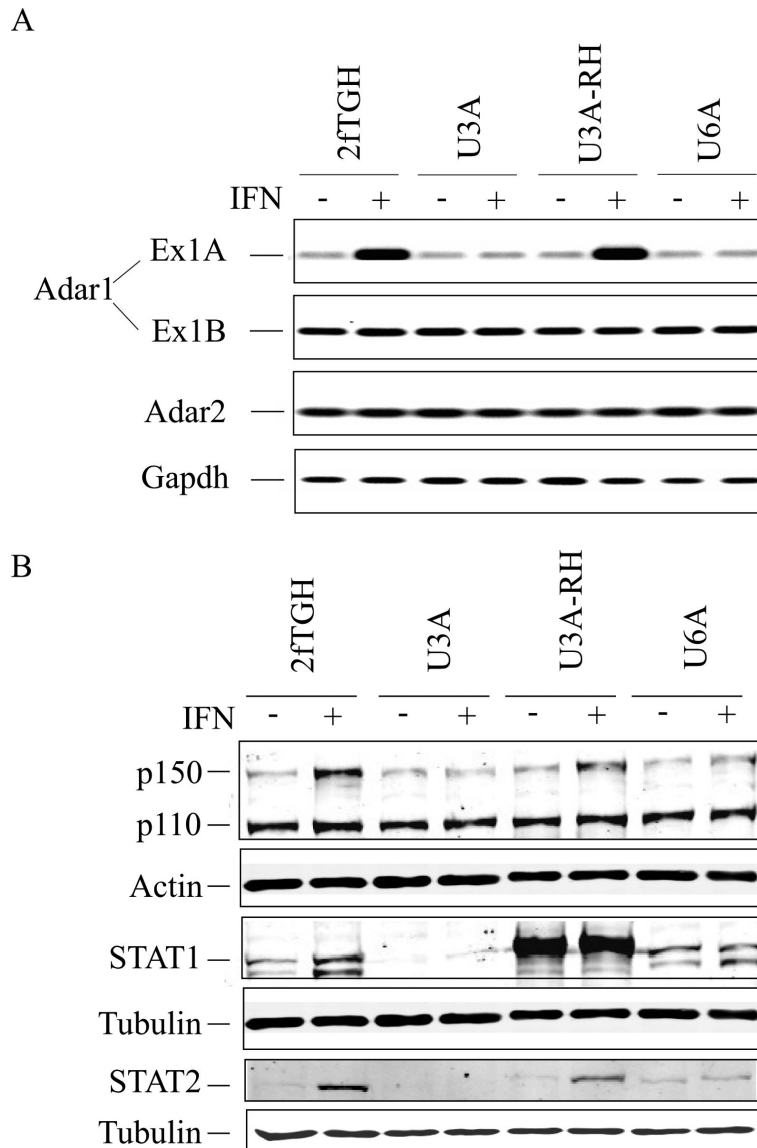 A
2fTGH U3A U3A-RH U6A
IFN - + - + - + - +
Ex1A
Adar1
Ex1B
Adar2
Gapdh
B
2fTGH U3A U3A-RH U6A
IFN - + - + - + - +
p150
p110
Actin
STAT1
Tubulin
STAT2
Tubulin